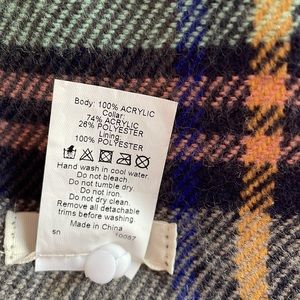 Body: 100% ACRYLIC
Collar:
74% ACRYLIC
26% POLYESTER
Lining:
100% POLYESTER
Hand wash in cool water.
Do not bleach.
Do not tumble dry.
Do not iron.
Do not dry clean.
Remove all detachable
trims before washing.
Made in China